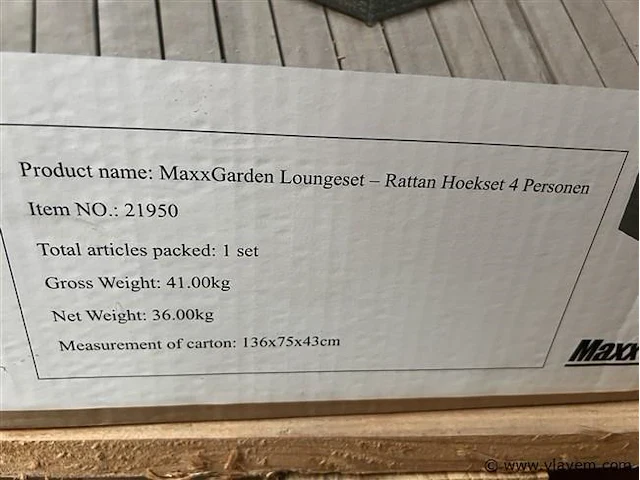 Product name: MaxxGarden Loungeset – Rattan Hoekset 4 Personen
Item NO.: 21950
Total articles packed: 1 set
Gross Weight: 41.00kg
Net Weight: 36.00kg
Measurement of carton: 136x75x43cm
Maxx
© www.vlavem.com